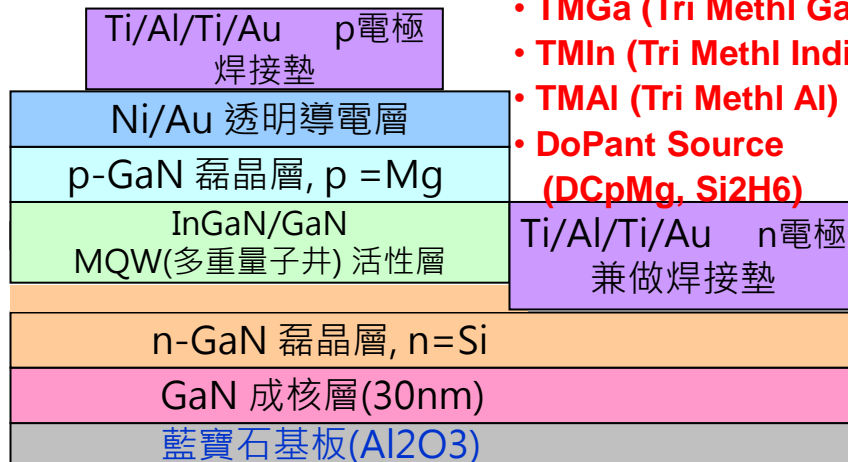 Ti/Al/Ti/Au p電極
焊接墊
Ni/Au 透明導電層
p-GaN 磊晶層, p =Mg
InGaN/GaN
MQW(多重量子井) 活性層
• TMGa (Tri Methl Ga
• TMIn (Tri Methl Indi
• TMAl (Tri Methl Al)
• DoPant Source
(DCpMg, Si2H6)
Ti/Al/Ti/Au n電極
兼做焊接墊
n-GaN 磊晶層, n=Si
GaN 成核層(30nm)
藍寶石基板(Al2O3)